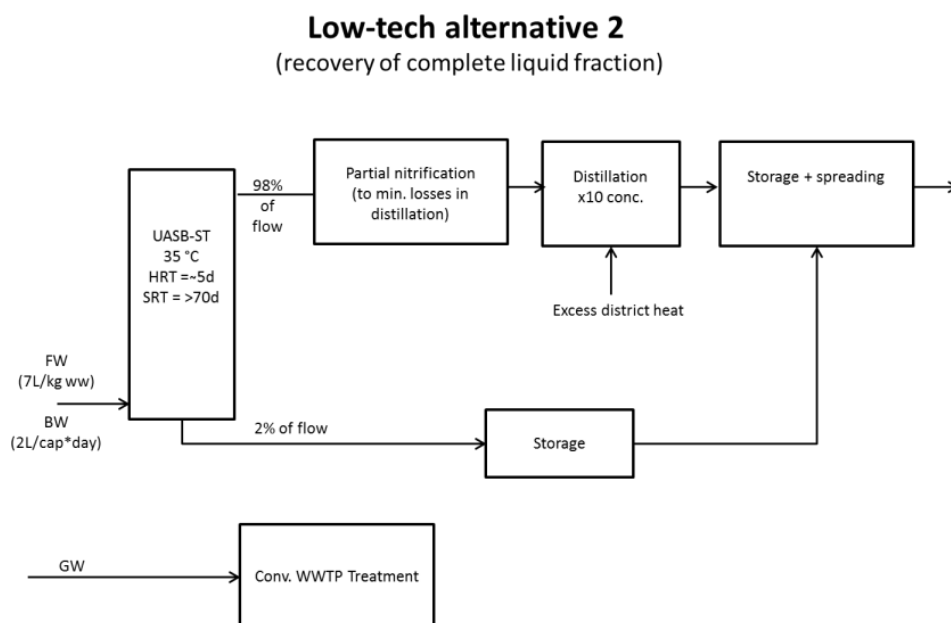 Low-tech alternative 2
(recovery of complete liquid fraction)
98%
of
flow
Partial nitrification
(to min. losses in
distillation)
Distillation
x10 conc.
Storage + spreading
UASB-ST
35 °C
HRT =~5d
SRT = >70d
Excess district heat
FW
(7L/kg ww)
BW
(2L/cap*day)
2% of flow
Storage
GW
Conv. WWTP Treatment